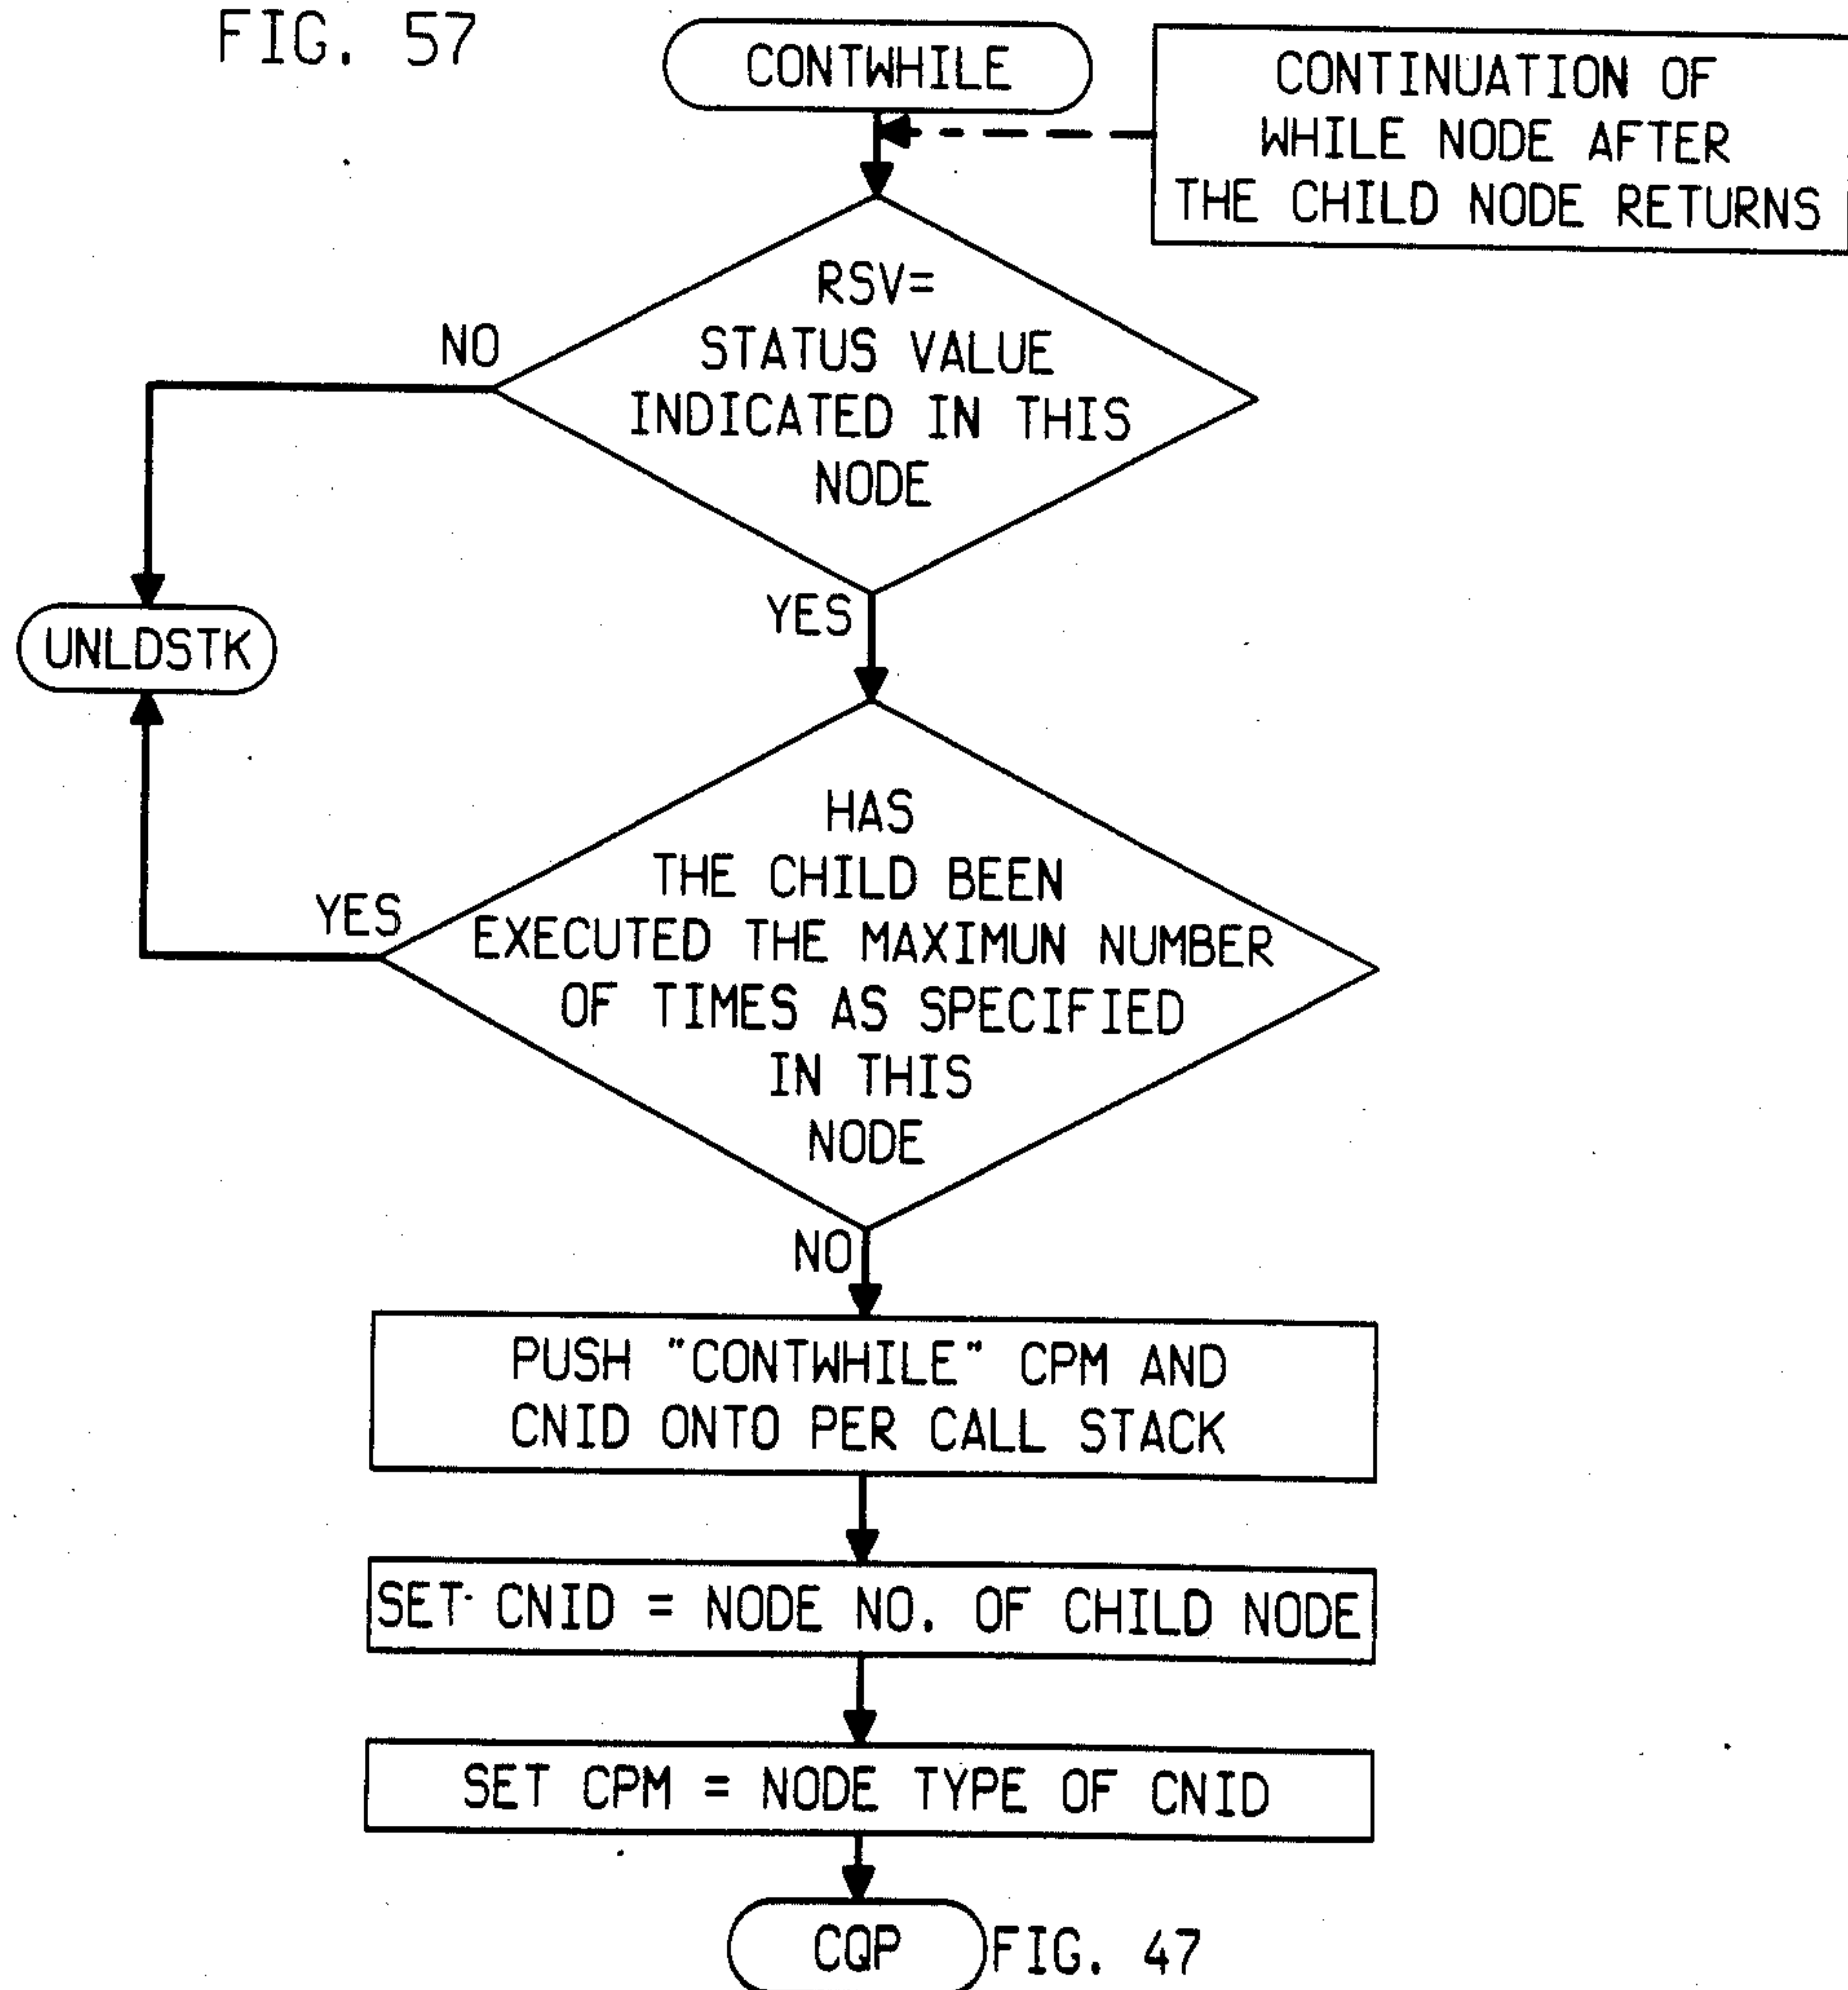 FIG. 57
CONTWHILE
CONTINUATION OF
WHILE NODE AFTER
THE CHILD NODE RETURNS
RSV=
STATUS VALUE
INDICATED IN THIS
NODE
NO
YES
UNLDSTK
HAS
THE CHILD BEEN
EXECUTED THE MAXIMUN NUMBER
OF TIMES AS SPECIFIED
IN THIS
NODE
YES
NO
PUSH "CONTWHILE" CPM AND
CNID ONTO PER CALL STACK
SET CNID = NODE NO. OF CHILD NODE
SET CPM = NODE TYPE OF CNID
CQP FIG. 47